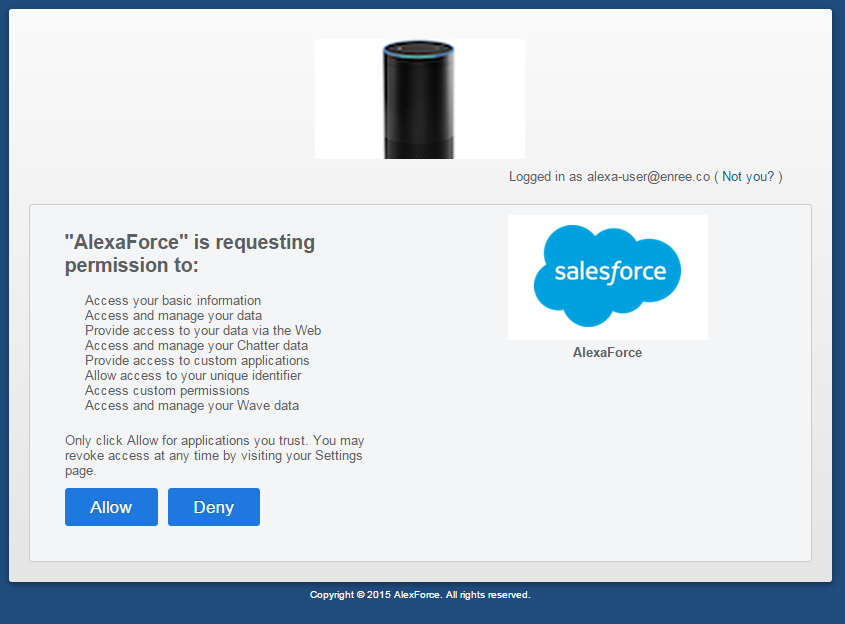 Logged in as alexa-user@enree.co ( Not you? )
"AlexaForce" is requesting
permission to:
Access your basic information
Access and manage your data
Provide access to your data via the Web
Access and manage your Chatter data
Provide access to custom applications
Allow access to your unique identifier
Access custom permissions
Access and manage your Wave data
Only click Allow for applications you trust. You may
revoke access at any time by visiting your Settings
page.
Allow Deny
salesforce
AlexaForce
Copyright © 2015 AlexForce. All rights reserved.